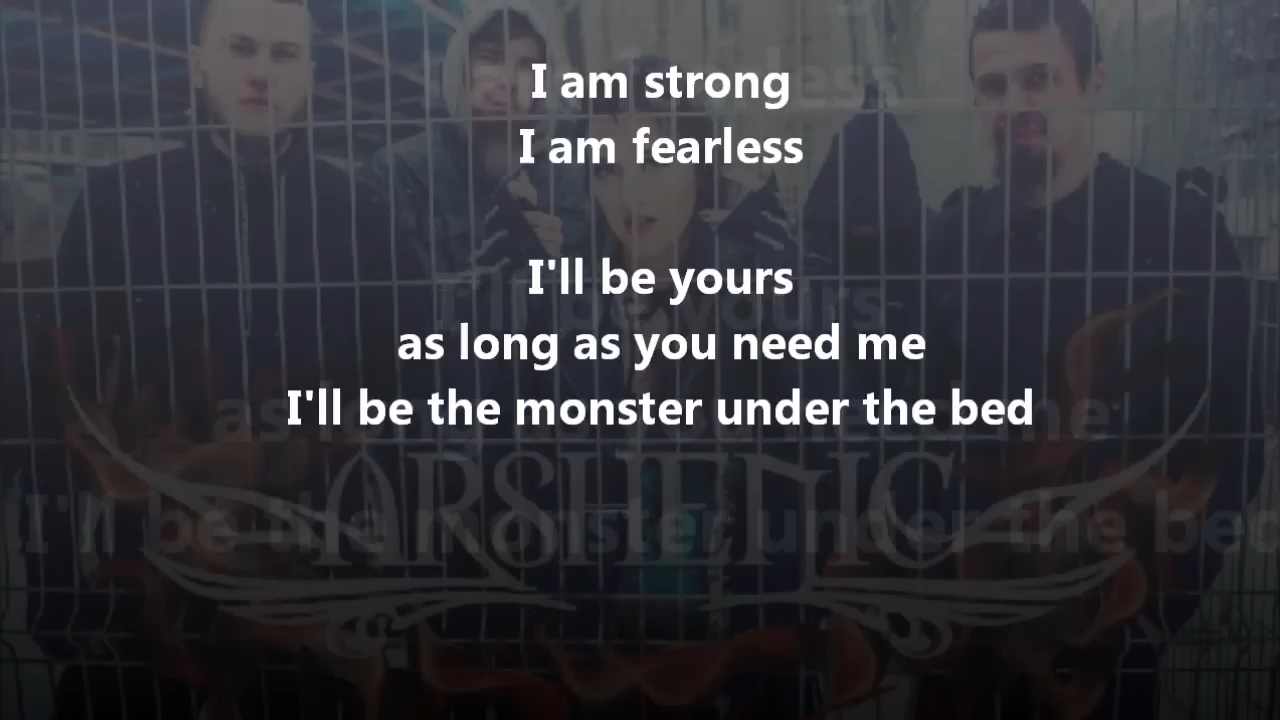 I am strong
I am fearless
I'll be yours
as long as you need me
I'll be the monster under the bed
ARSHENIC